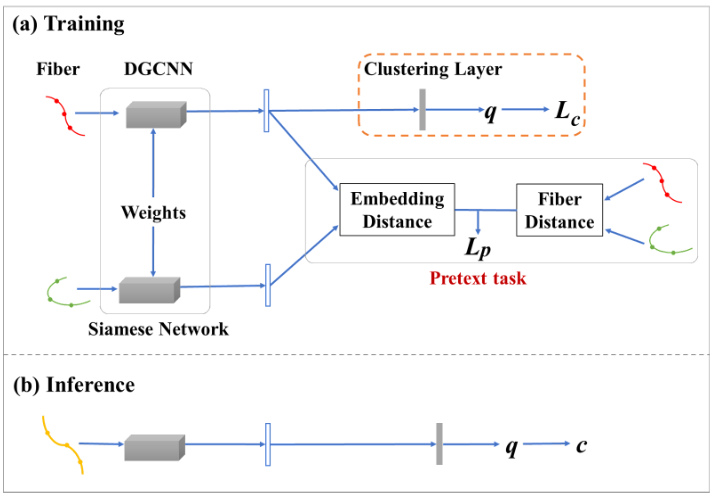 (a) Training
Fiber
DGCNN
Clustering Layer
q
L_c
Weights
Embedding
Distance
Fiber
Distance
L_p
Pretext task
Siamese Network
(b) Inference
q
c